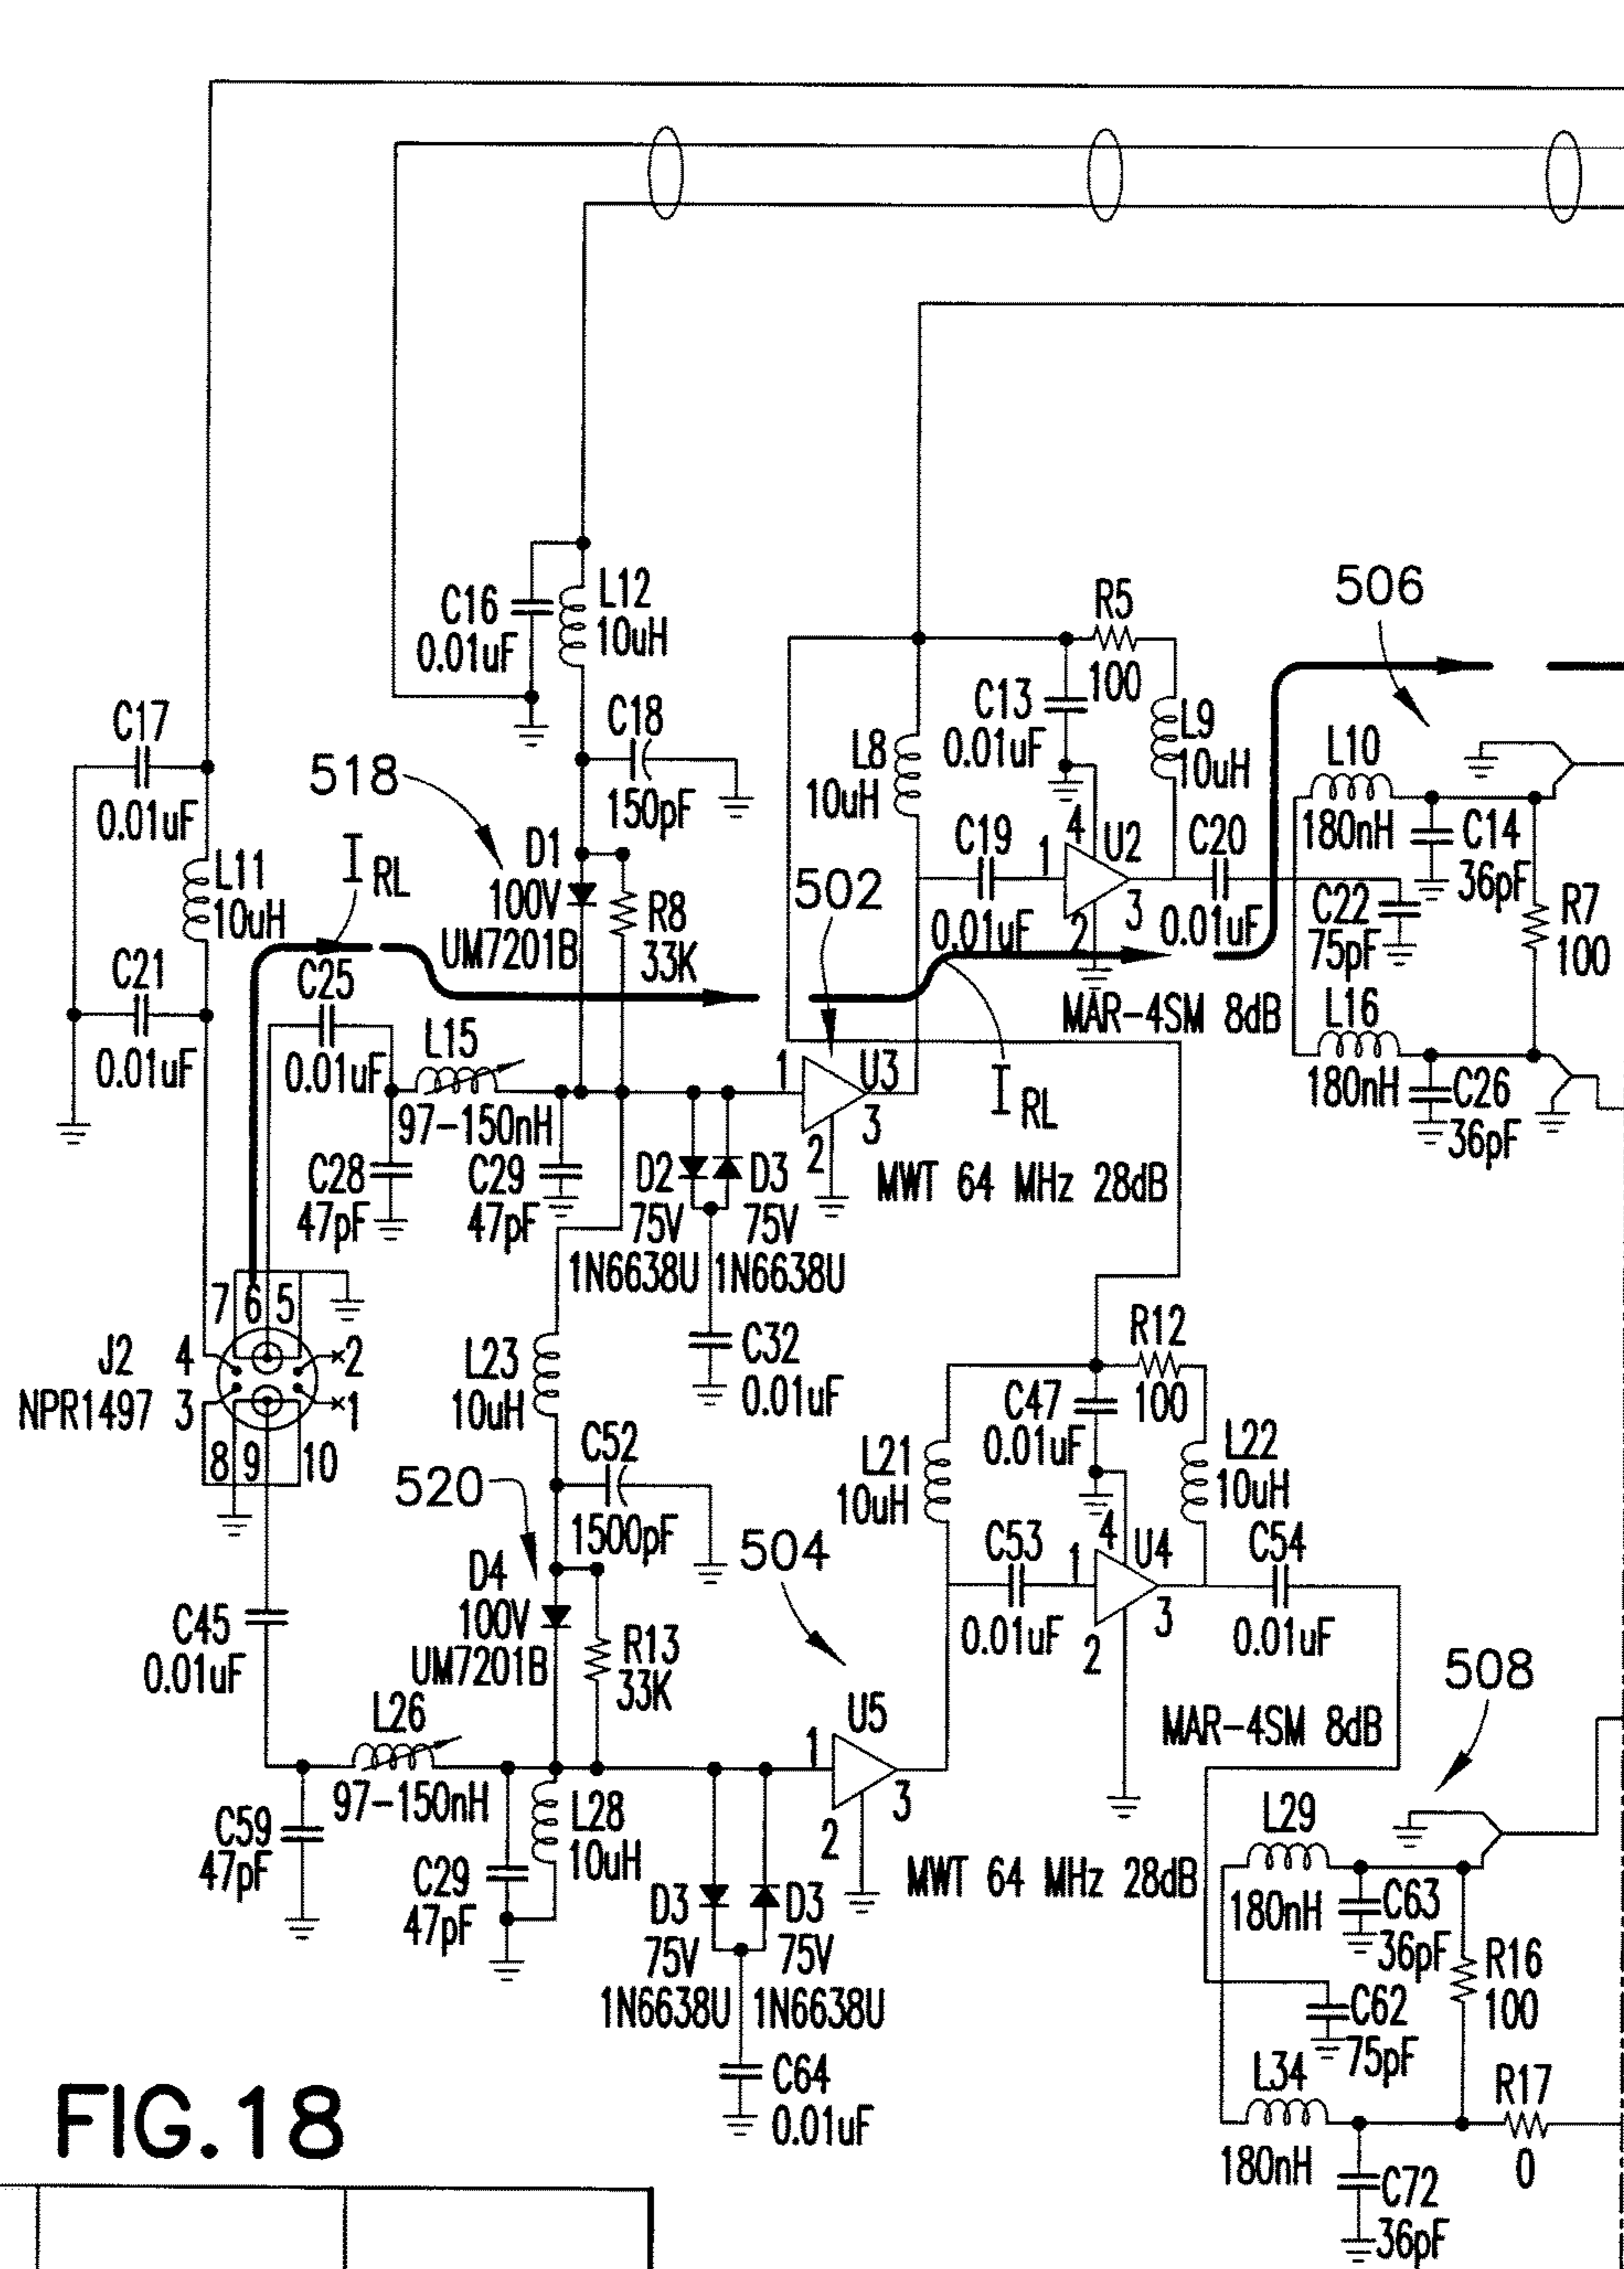 C16
0.01uF
L12
10uH
R5
100
506
C17
0.01uF
C18
150pF
C13
0.01uF
L8
10uH
L9
10uH
L10
180nH
C14
36pF
518
D1
100V
UM7201B
R8
33K
C19
0.01uF
1
4
U2
2
3
C20
0.01uF
C22
75pF
R7
100
I RL
L11
10uH
502
C21
0.01uF
C25
0.01uF
MAR-4SM 8dB
L16
180nH
C26
36pF
L15
97-150nH
1
U3
2
3
I RL
C28
47pF
C29
47pF
D2
75V
1N6638U
D3
75V
1N6638U
MWT 64 MHz 28dB
7 6 5
J2
NPR1497
4
3
2
1
8 9 10
L23
10uH
C32
0.01uF
R12
100
C47
0.01uF
L21
10uH
L22
10uH
520
C52
1500pF
504
D4
100V
UM7201B
R13
33K
C53
0.01uF
1
4
U4
2
3
C54
0.01uF
C45
0.01uF
508
L26
97-150nH
1
U5
2
3
MAR-4SM 8dB
C59
47pF
C29
47pF
L28
10uH
MWT 64 MHz 28dB
L29
180nH
C63
36pF
D3
75V
1N6638U
D3
75V
1N6638U
R16
100
C62
75pF
C64
0.01uF
L34
180nH
R17
0
C72
36pF
FIG.18